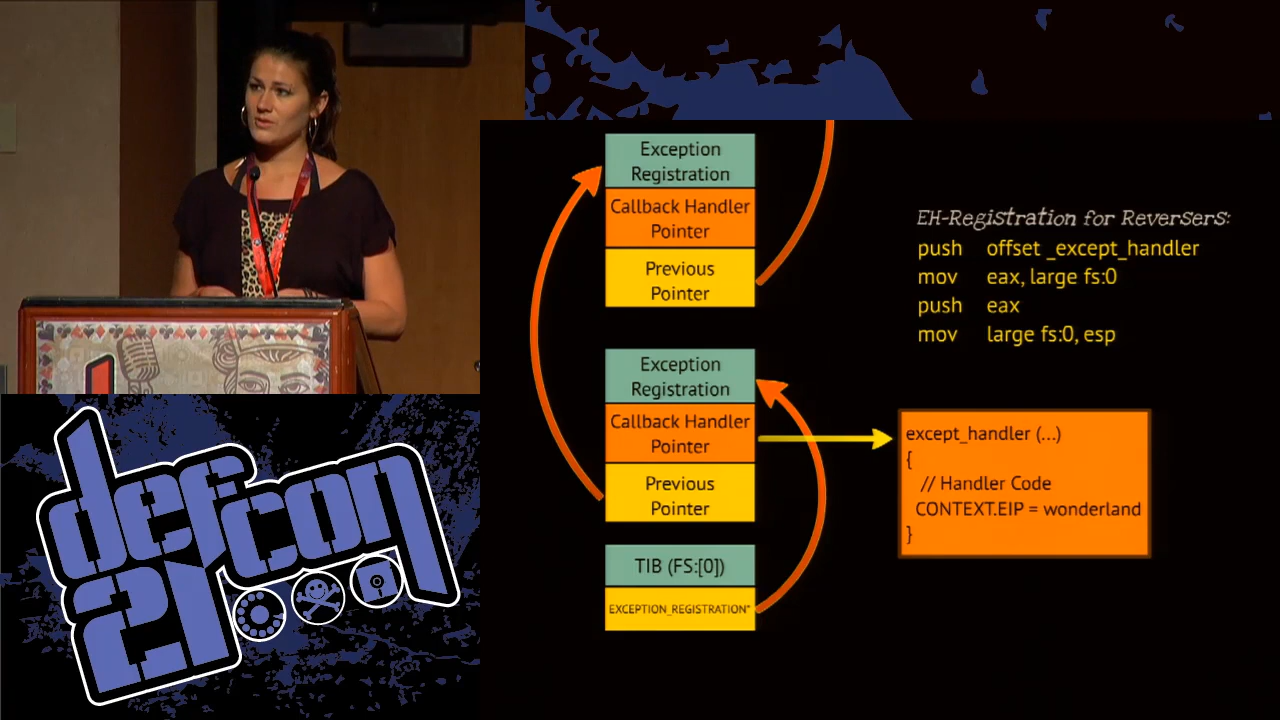 Exception
Registration
Callback Handler
Pointer
Previous
Pointer
Exception
Registration
Callback Handler
Pointer
Previous
Pointer
TIB (FS:[0])
EXCEPTION_REGISTRATION*
EH-Registration for Reversers:
push offset _except_handler
mov eax, large fs:0
push eax
mov large fs:0, esp
except_handler (...)
{
// Handler Code
CONTEXT.EIP = wonderland
}
defcon
21